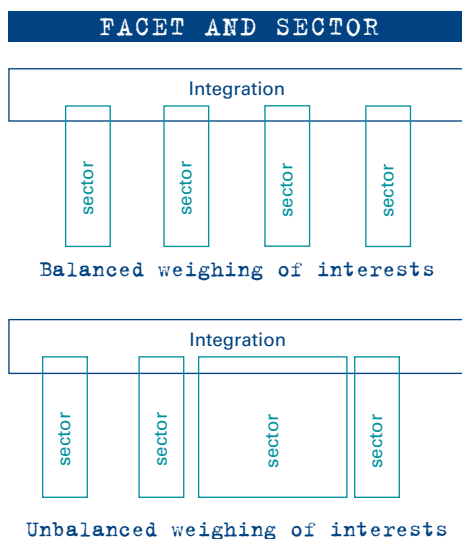 FACET AND SECTOR
Integration
sector
sector
sector
sector
Balanced weighing of interests
Integration
sector
sector
sector
sector
Unbalanced weighing of interests